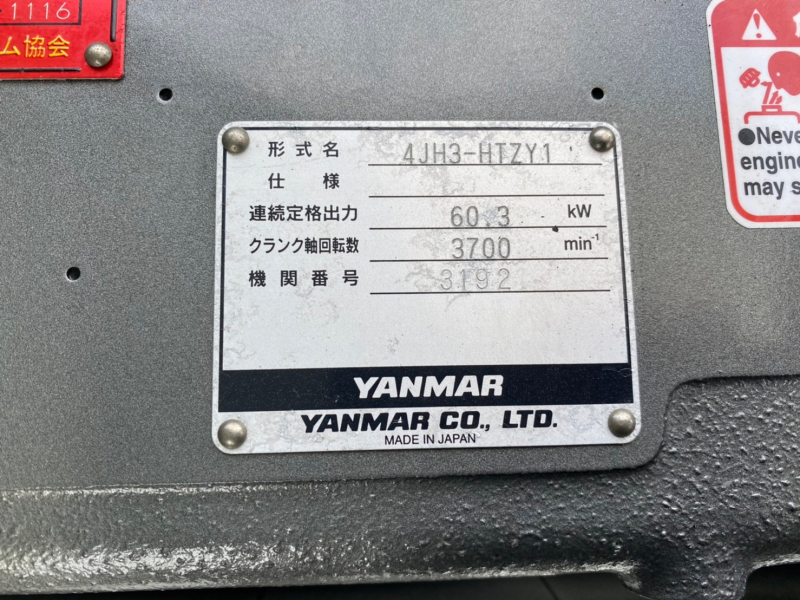 1116
ム協会
形式名 4JH3-HTZY1
仕様
連続定格出力 60.3 kW
クランク軸回転数 3700 min⁻¹
機関番号 3192
YANMAR
YANMAR CO., LTD.
MADE IN JAPAN
●Neve
engine
may s